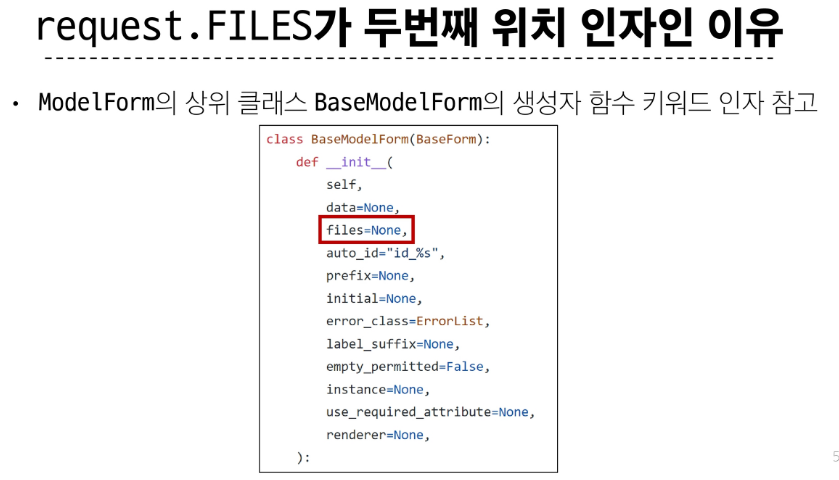 request.FILES가 두번째 위치 인자인 이유
• ModelForm의 상위 클래스 BaseModelForm의 생성자 함수 키워드 인자 참고
class BaseModelForm(BaseForm):
def __init__(
self,
data=None,
files=None,
auto_id="id_%s",
prefix=None,
initial=None,
error_class=ErrorList,
label_suffix=None,
empty_permitted=False,
instance=None,
use_required_attribute=None,
renderer=None,
):
5